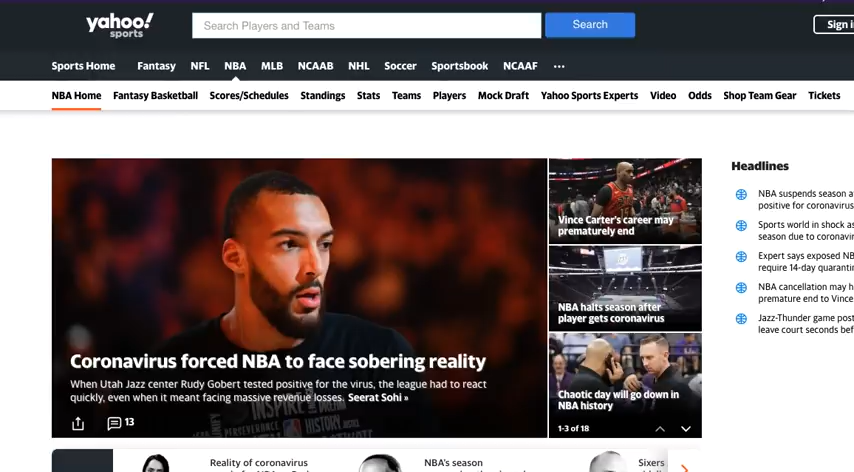 yahoo!
sports
Search Players and Teams
Search
Sign i
Sports Home Fantasy NFL NBA MLB NCAAB NHL Soccer Sportsbook NCAAF ...
NBA Home Fantasy Basketball Scores/Schedules Standings Stats Teams Players Mock Draft Yahoo Sports Experts Video Odds Shop Team Gear Tickets
Coronavirus forced NBA to face sobering reality
When Utah Jazz center Rudy Gobert tested positive for the virus, the league had to react
quickly, even when it meant facing massive revenue losses. Seerat Sohi »
13
INSPIRE
PERSEVERANCE
HISTORY
Vince Carter's career may
prematurely end
NBA halts season after
player gets coronavirus
Chaotic day will go down in
NBA history
1-3 of 18
Headlines
NBA suspends season a
positive for coronavirus
Sports world in shock as
season due to coronavir
Expert says exposed NB
require 14-day quaranti
NBA cancellation may h
premature end to Vince
Jazz-Thunder game post
leave court seconds bef
Reality of coronavirus
NBA's season
Sixers